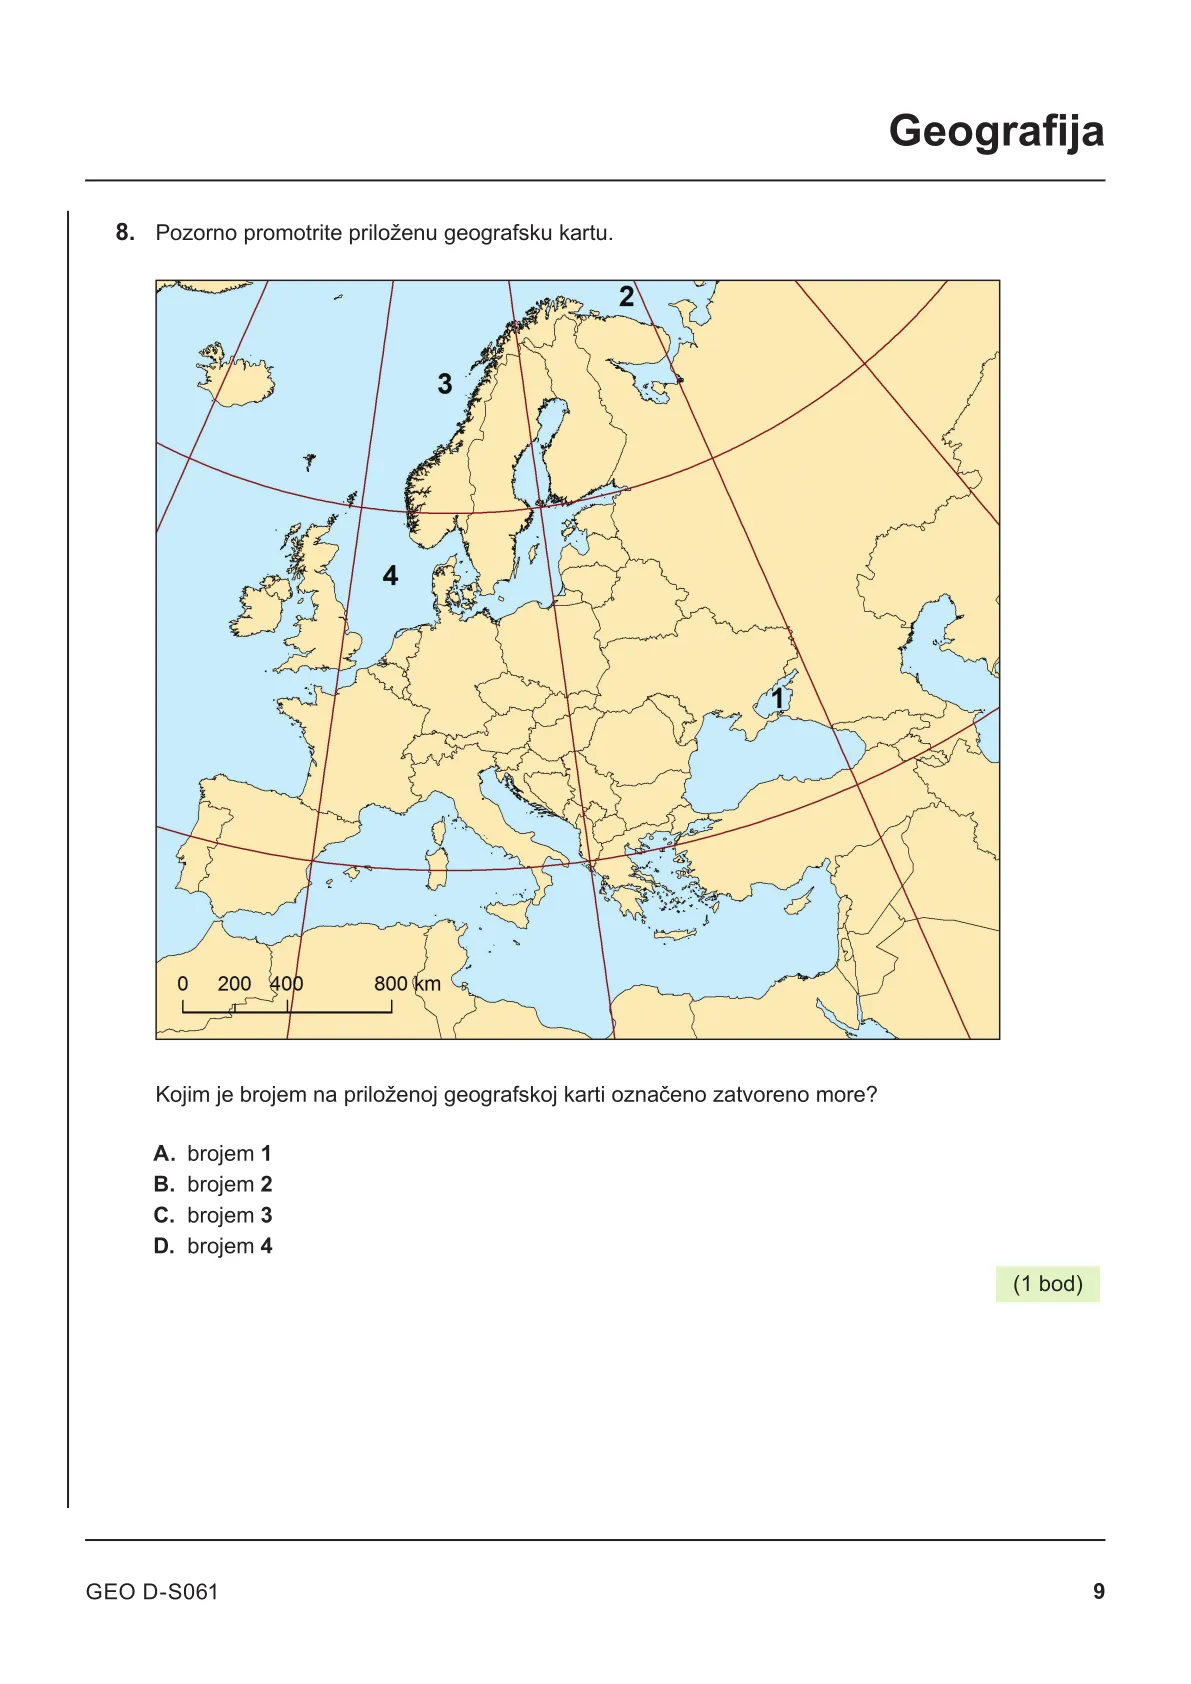 Geografija
8. Pozorno promotrite priloženu geografsku kartu.
2
3
4
1
0 200 400 800 km
Kojim je brojem na priloženoj geografskoj karti označeno zatvoreno more?
A. brojem 1
B. brojem 2
C. brojem 3
D. brojem 4
(1 bod)
GEO D-S061
9